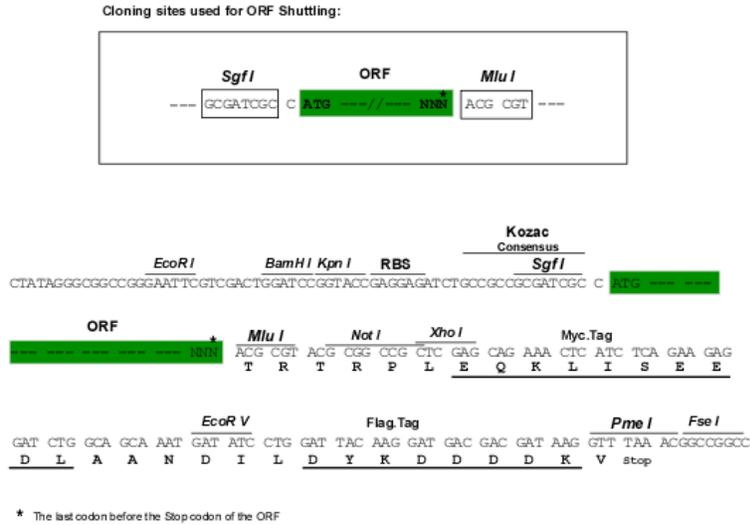 Cloning sites used for ORF Shuttling:
Sgf I ORF Mlu I
--- GCGATCGC C ATG ---//--- NNN* ACG CGT ---
Kozac
Consensus
EcoR I BamH I Kpn I RBS Sgf I
CTATAGGGCGGCCGGGAATTCGTCGACTGGATCCGGTACCGAGGAGATCTGCCGCCGCGATCGC C ATG --- ---
ORF Mlu I Not I Xho I Myc.Tag
--- --- --- --- --- --- NNN* ACG CGT ACG CGG CCG CTC GAG CAG AAA CTC ATC TCA GAA GAG
T R T R P L E Q K L I S E E
EcoR V Flag.Tag Pme I Fse I
GAT CTG GCA GCA AAT GAT ATC CTG GAT TAC AAG GAT GAC GAC GAT AAG GTT TAA ACGGCCGGCC
D L A A N D I L D Y K D D D D K V Stop
* The last codon before the Stop codon of the ORF